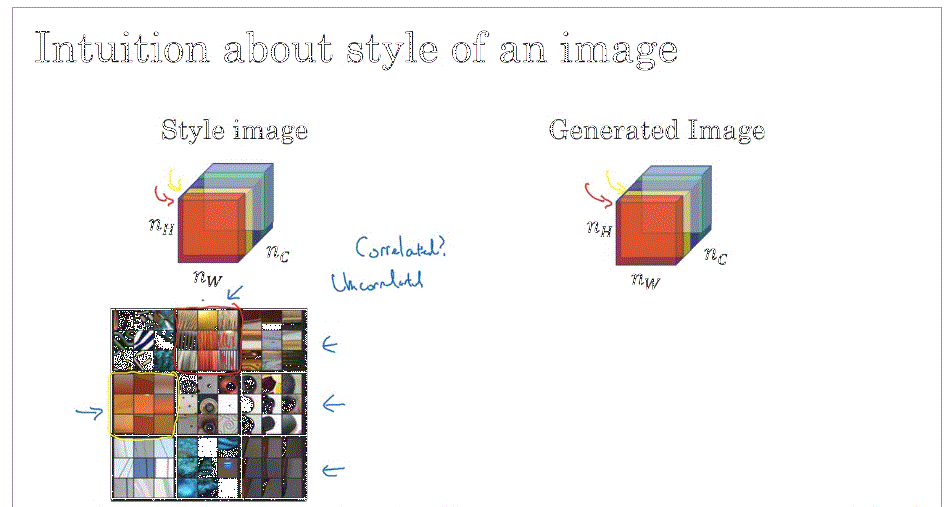 Intuition about style of an image
Style image
Generated Image
n_H
n_C
n_W
n_H
n_C
n_W
Correlated?
Uncorrelated